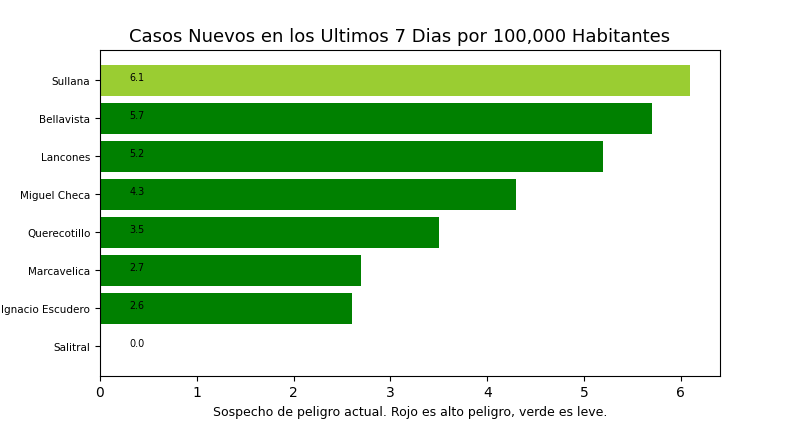 Casos Nuevos en los Ultimos 7 Dias por 100,000 Habitantes
Sullana 6.1
Bellavista 5.7
Lancones 5.2
Miguel Checa 4.3
Querecotillo 3.5
Marcavelica 2.7
Ignacio Escudero 2.6
Salitral 0.0
0 1 2 3 4 5 6
Sospecho de peligro actual. Rojo es alto peligro, verde es leve.